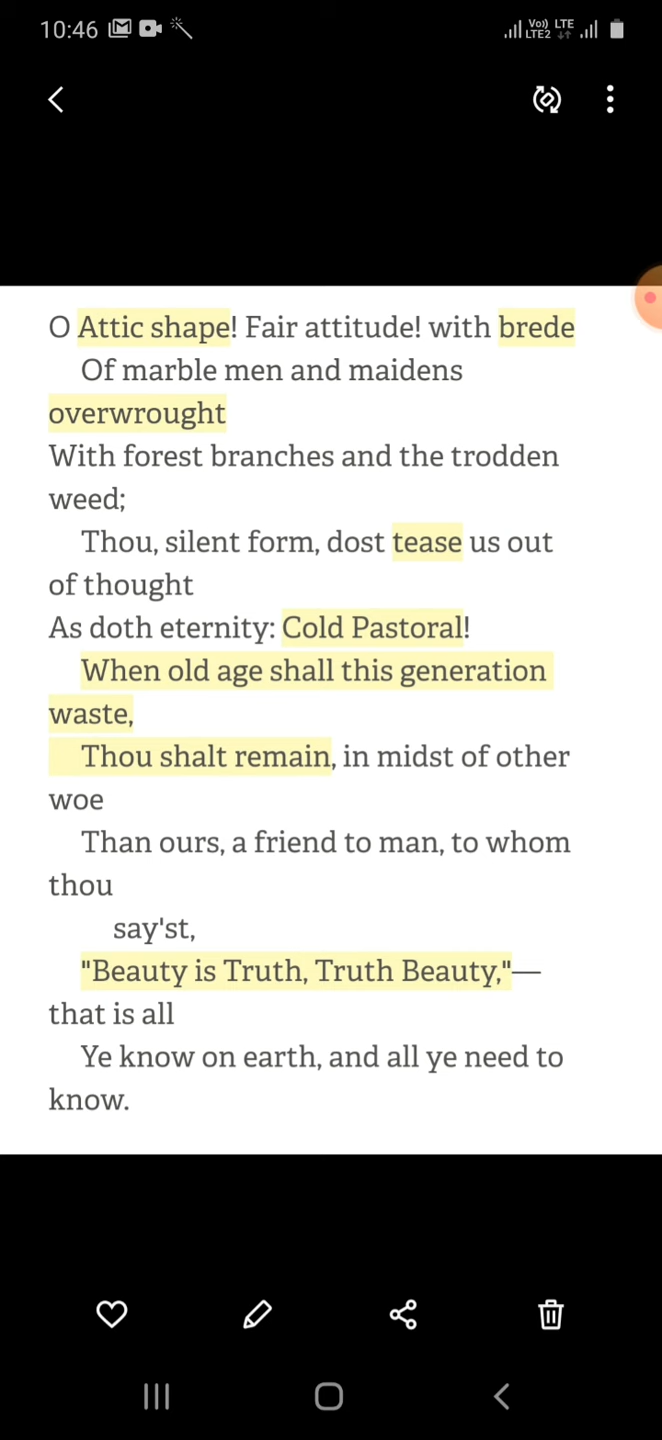 10:46 Vo)) LTE
LTE2
O Attic shape! Fair attitude! with brede
Of marble men and maidens
overwrought
With forest branches and the trodden
weed;
Thou, silent form, dost tease us out
of thought
As doth eternity: Cold Pastoral!
When old age shall this generation
waste,
Thou shalt remain, in midst of other
woe
Than ours, a friend to man, to whom
thou
say'st,
"Beauty is Truth, Truth Beauty,"—
that is all
Ye know on earth, and all ye need to
know.